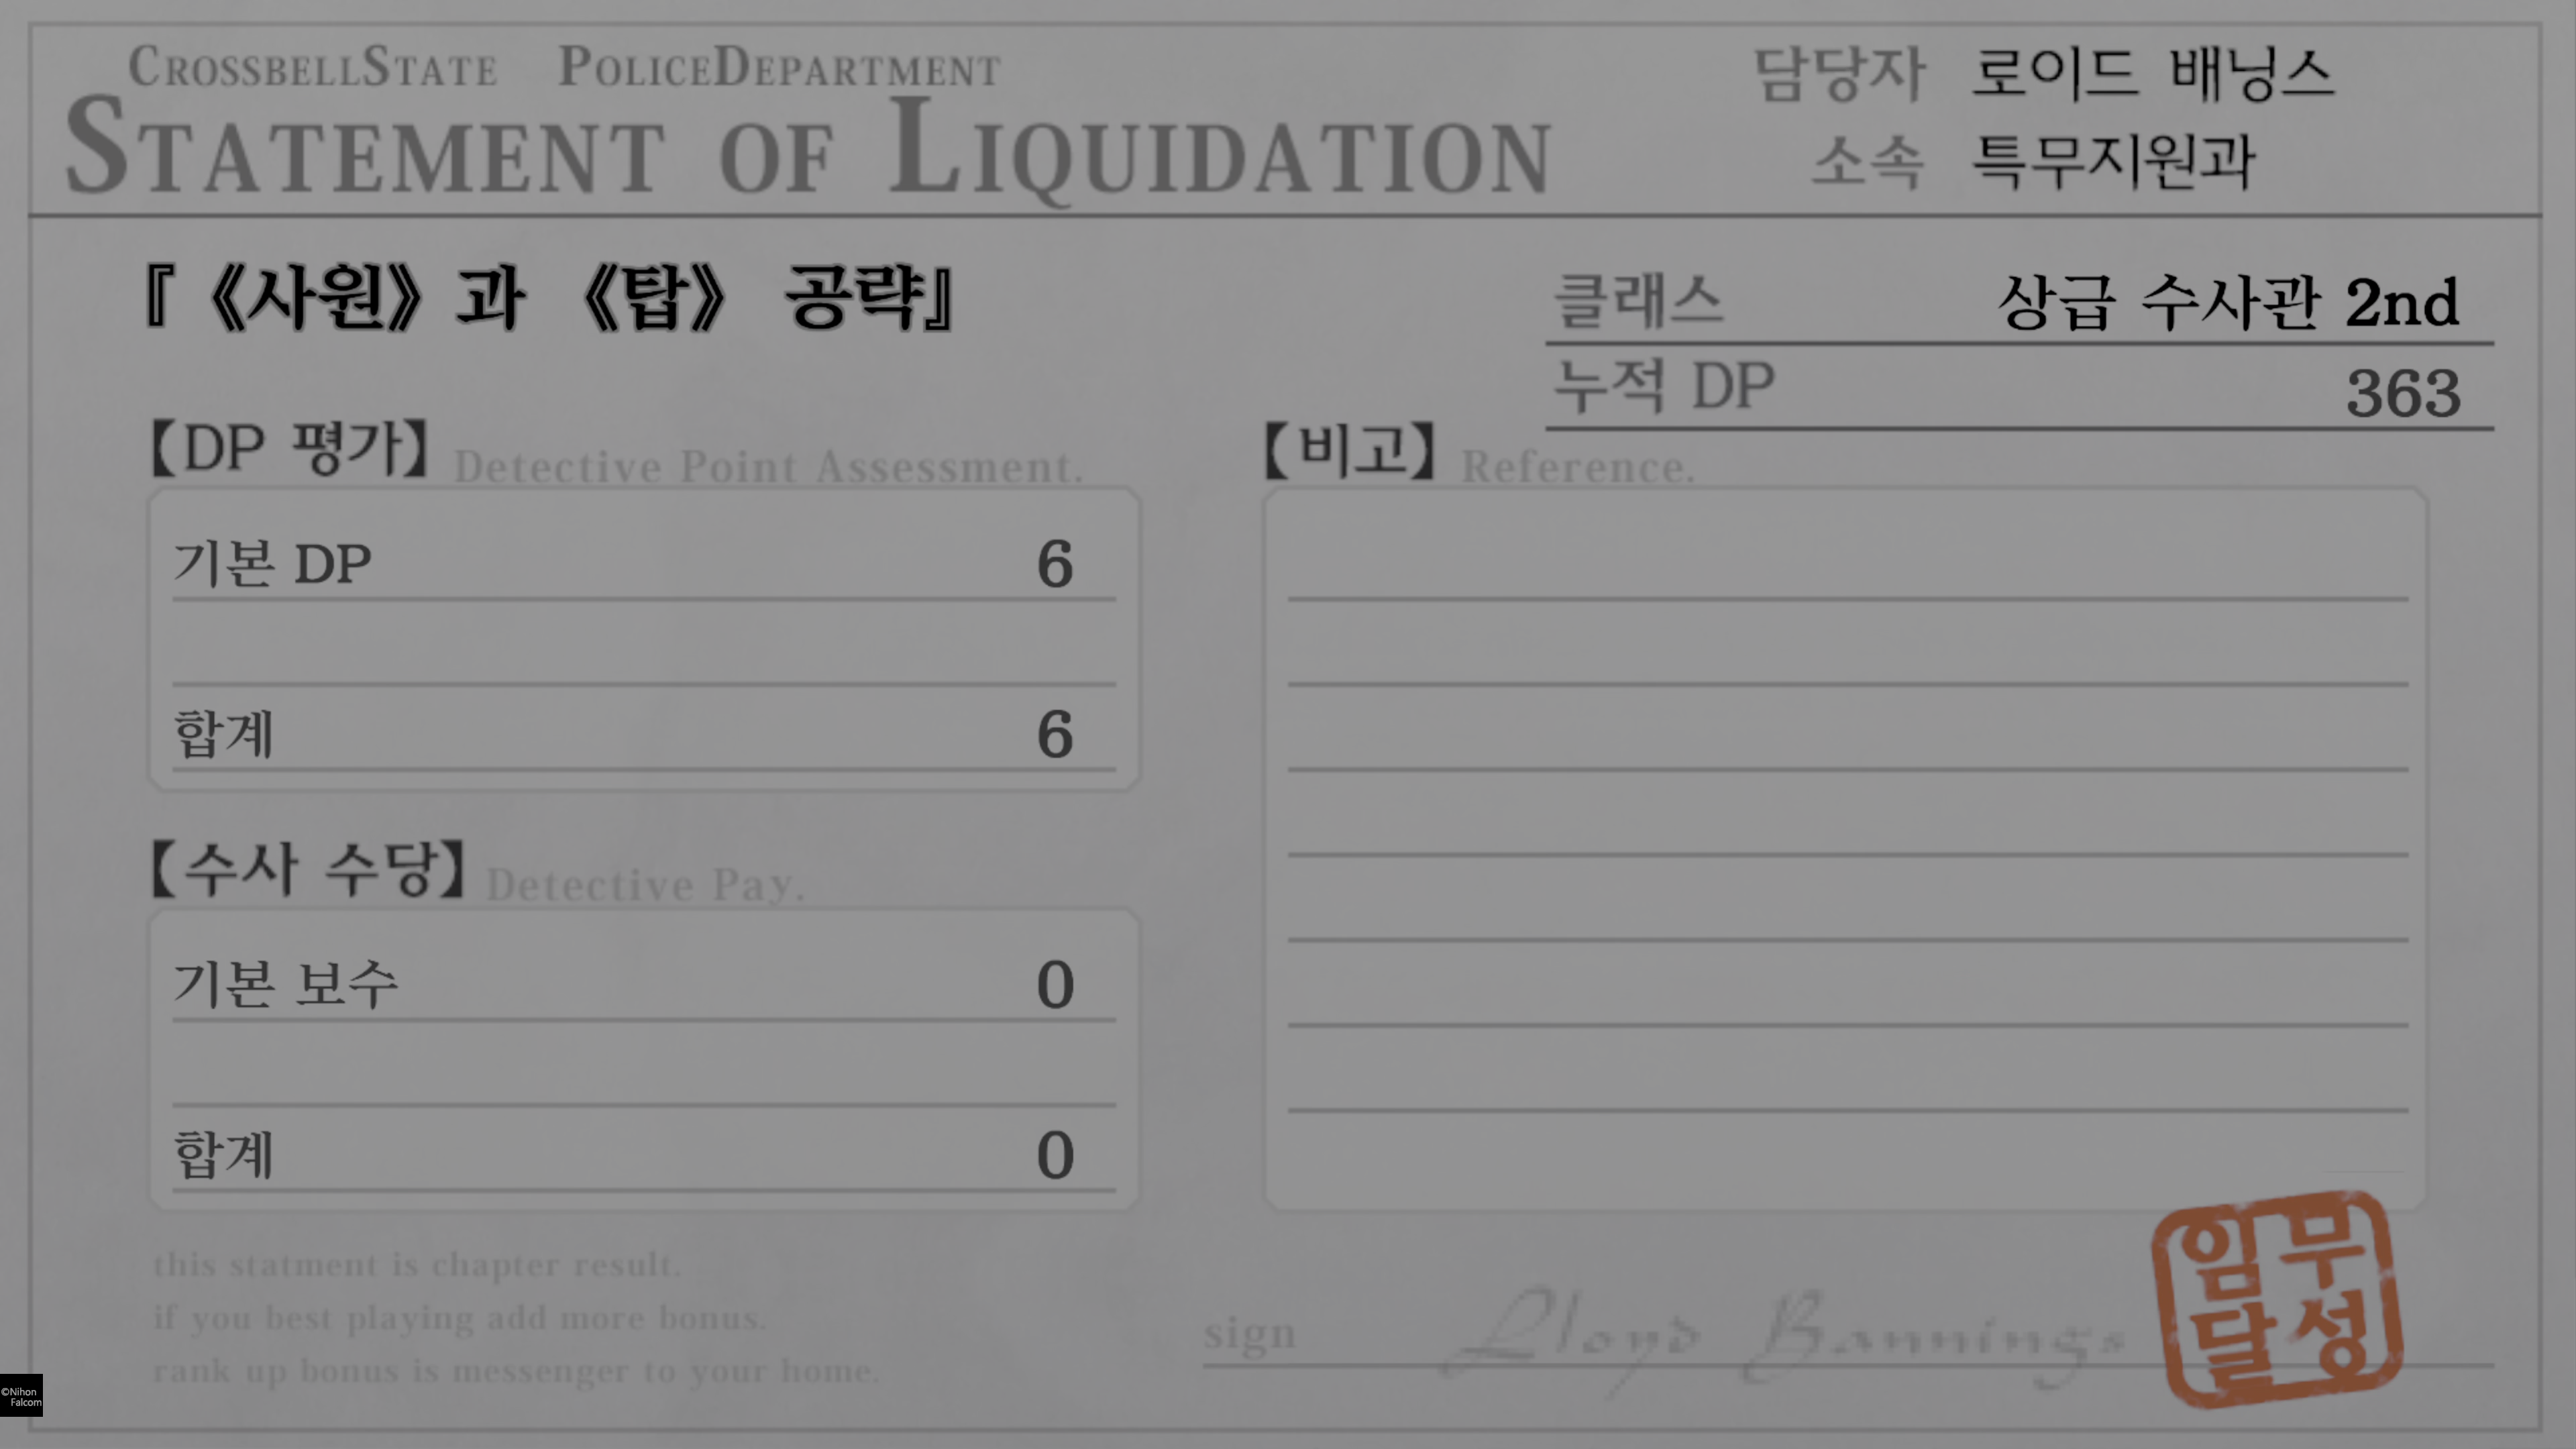 CROSSBELLSTATE POLICEDEPARTMENT
STATEMENT OF LIQUIDATION
담당자 로이드 배닝스
소속 특무지원과
『《사원》과 《탑》 공략』
클래스 상급 수사관 2nd
누적 DP 363
【DP 평가】 Detective Point Assessment.
기본 DP 6
합계 6
【비고】 Reference.
【수사 수당】 Detective Pay.
기본 보수 0
합계 0
this statment is chapter result.
if you best playing add more bonus.
rank up bonus is messenger to your home.
sign Lloyd Bannings
임무
달성
©Nihon
Falcom